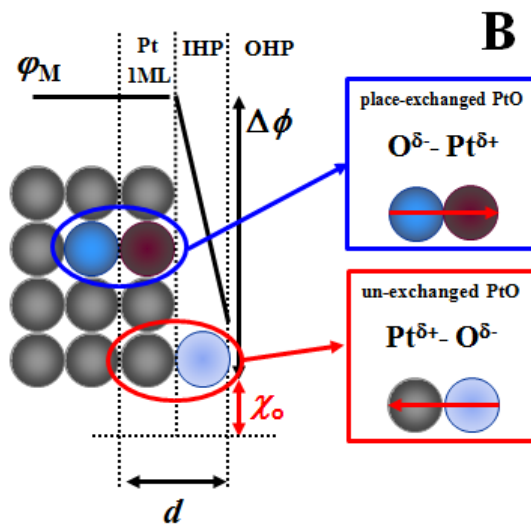 B
Pt
1ML
IHP
OHP
φM
Δϕ
place-exchanged PtO
Oδ-- Ptδ+
un-exchanged PtO
Ptδ+- Oδ-
χo
d